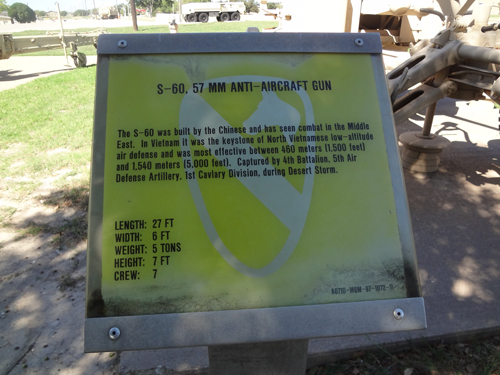 S-60, 57 MM ANTI-AIRCRAFT GUN
The S-60 was built by the Chinese and has seen combat in the Middle
East. In Vietnam it was the keystone of North Vietnamese low-altitude
air defense and was most effective between 460 meters (1,500 feet)
and 1,540 meters (5,000 feet). Captured by 4th Battalion, 5th Air
Defense Artillery, 1st Cavlary Division, during Desert Storm.
LENGTH: 27 FT
WIDTH: 6 FT
WEIGHT: 5 TONS
HEIGHT: 7 FT
CREW: 7